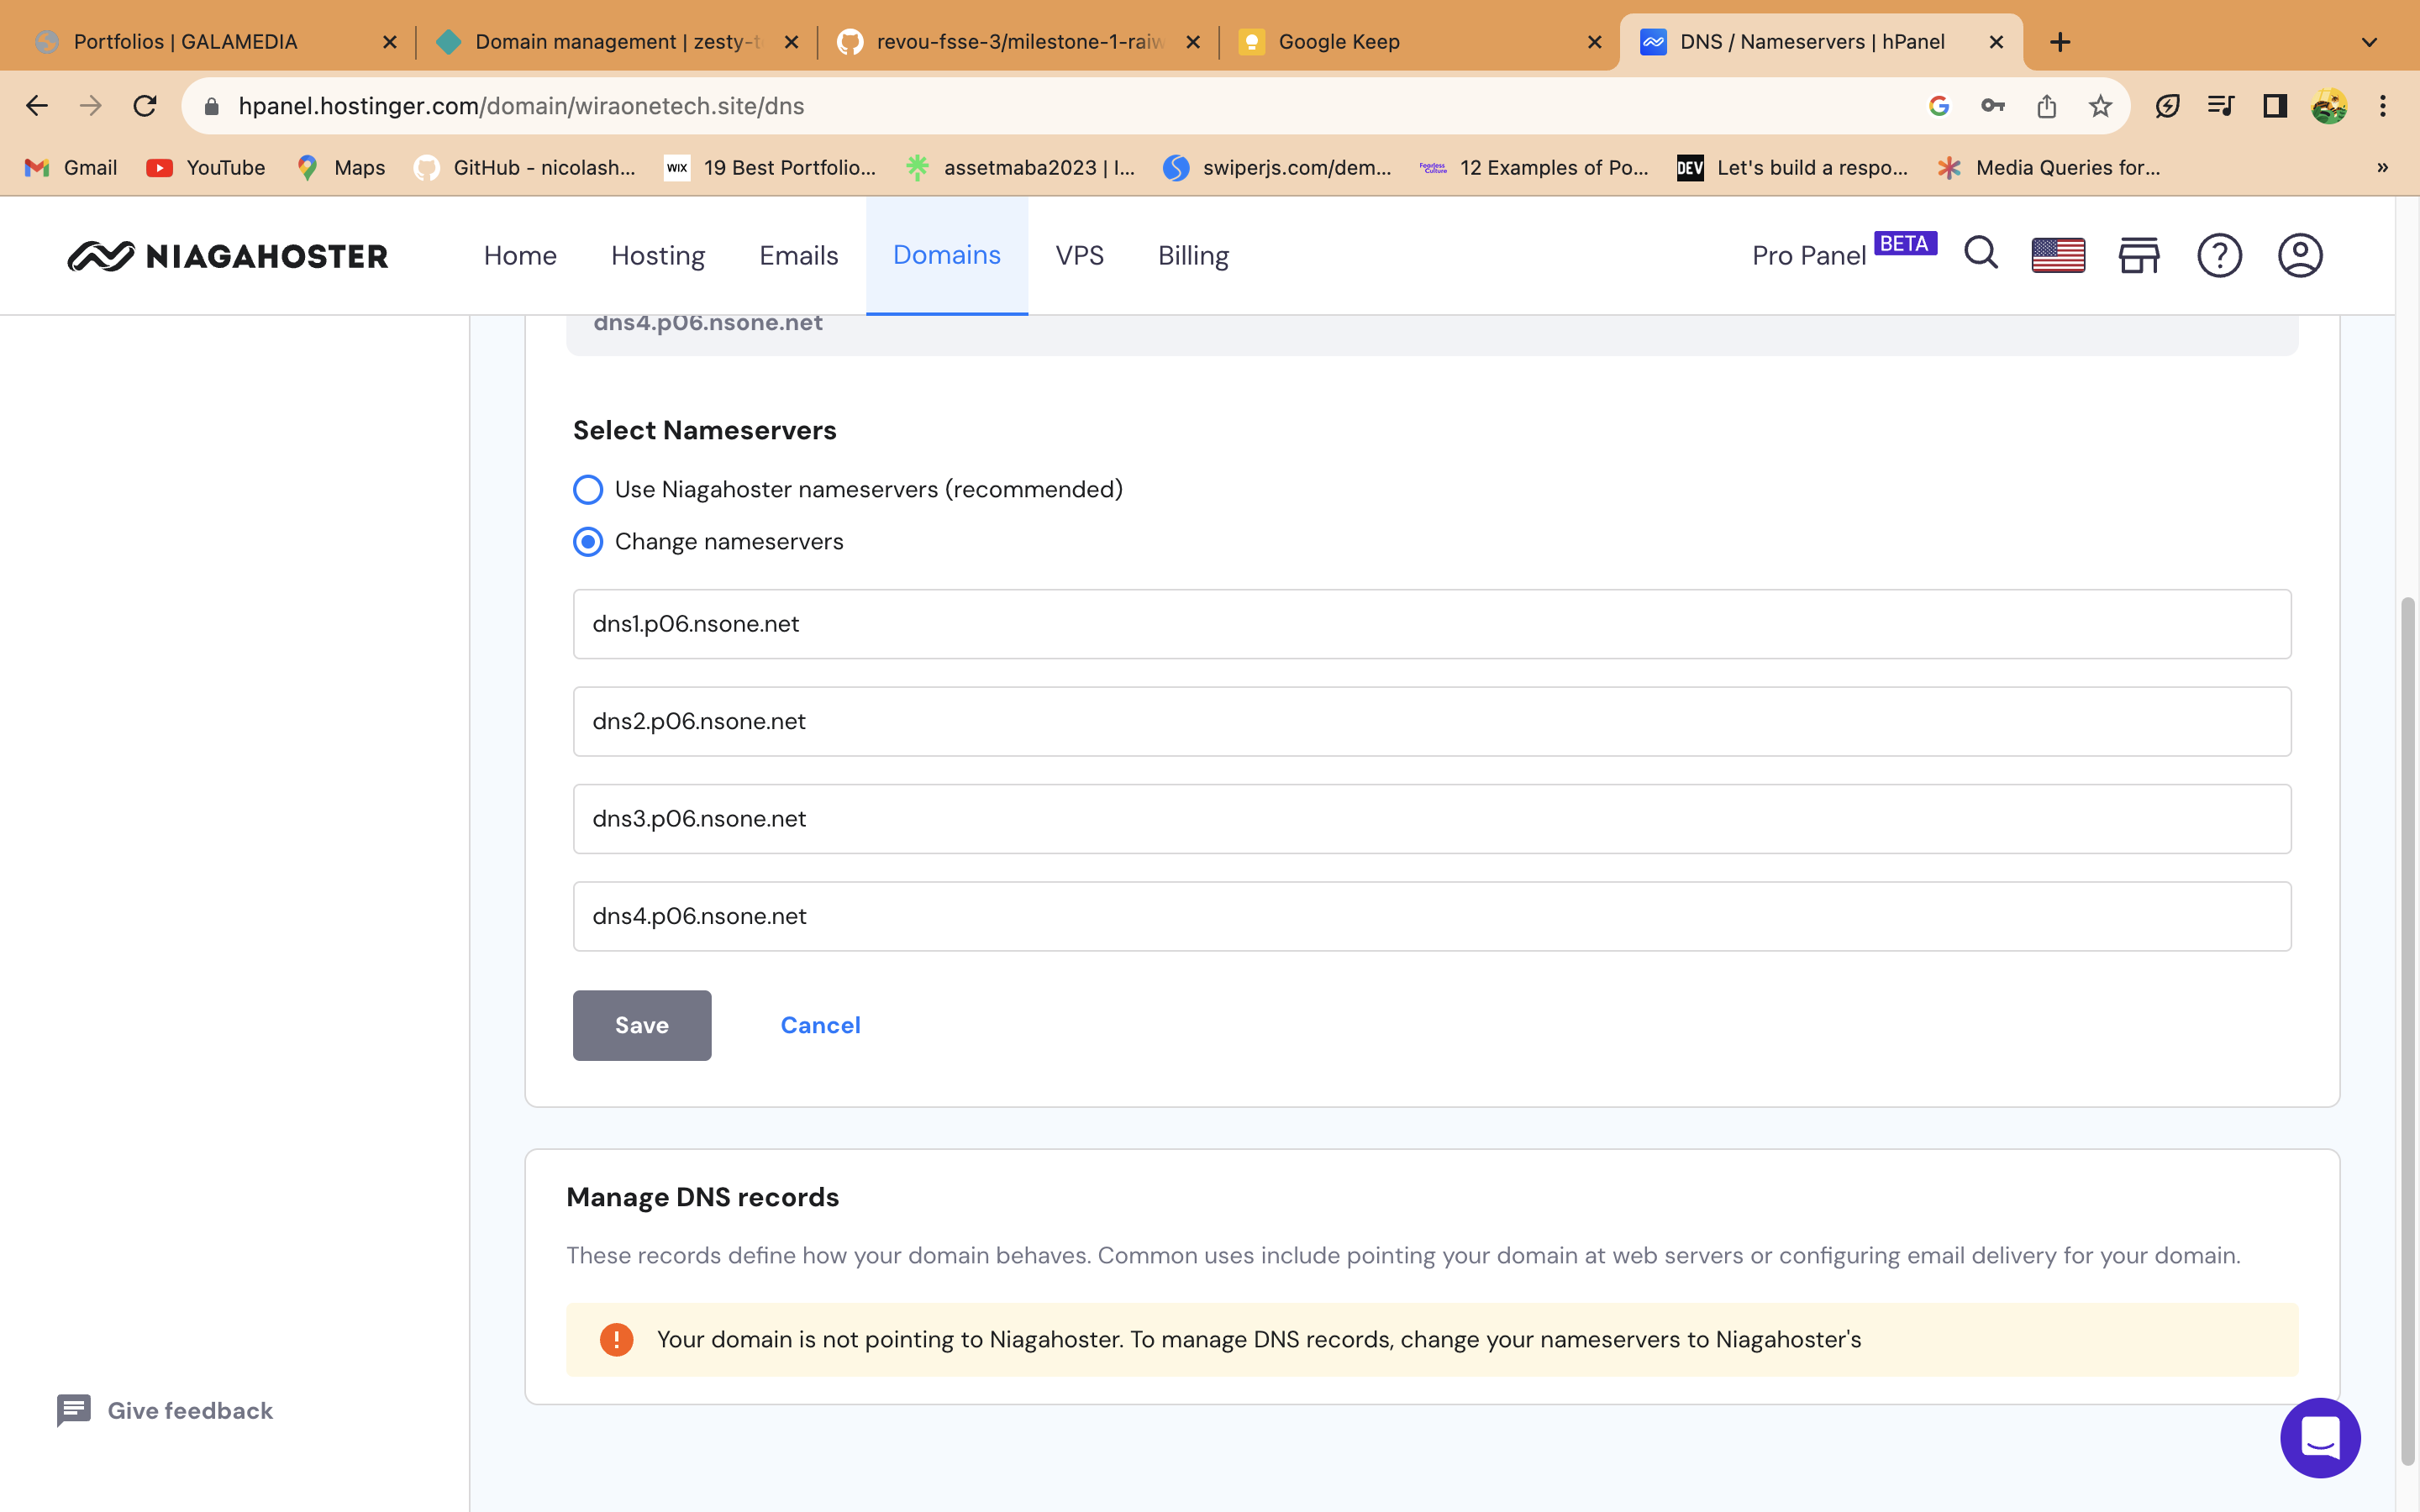 Portfolios | GALAMEDIA
Domain management | zesty-t
revou-fsse-3/milestone-1-raiw
Google Keep
DNS / Nameservers | hPanel
hpanel.hostinger.com/domain/wiraonetech.site/dns
Gmail
YouTube
Maps
GitHub - nicolash...
WIX
19 Best Portfolio...
assetmaba2023 | I...
swiperjs.com/dem...
Fearless Culture
12 Examples of Po...
DEV
Let's build a respo...
Media Queries for...
»
NIAGAHOSTER
Home
Hosting
Emails
Domains
VPS
Billing
Pro Panel BETA
dns4.p06.nsone.net
Select Nameservers
Use Niagahoster nameservers (recommended)
Change nameservers
dns1.p06.nsone.net
dns2.p06.nsone.net
dns3.p06.nsone.net
dns4.p06.nsone.net
Save
Cancel
Manage DNS records
These records define how your domain behaves. Common uses include pointing your domain at web servers or configuring email delivery for your domain.
Your domain is not pointing to Niagahoster. To manage DNS records, change your nameservers to Niagahoster's
Give feedback